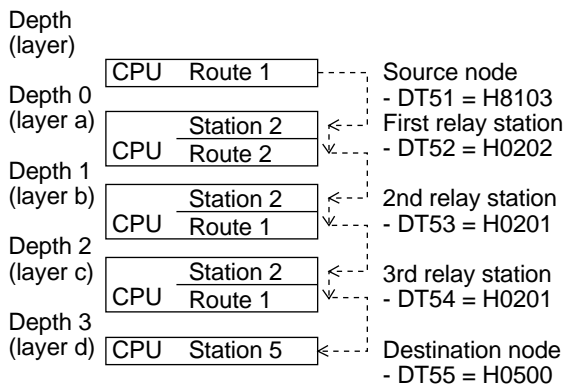 Depth
(layer)
CPU Route 1
Source node
- DT51 = H8103
Depth 0
(layer a)
Station 2
CPU Route 2
First relay station
- DT52 = H0202
Depth 1
(layer b)
Station 2
CPU Route 1
2nd relay station
- DT53 = H0201
Depth 2
(layer c)
Station 2
CPU Route 1
3rd relay station
- DT54 = H0201
Depth 3
(layer d)
CPU Station 5
Destination node
- DT55 = H0500